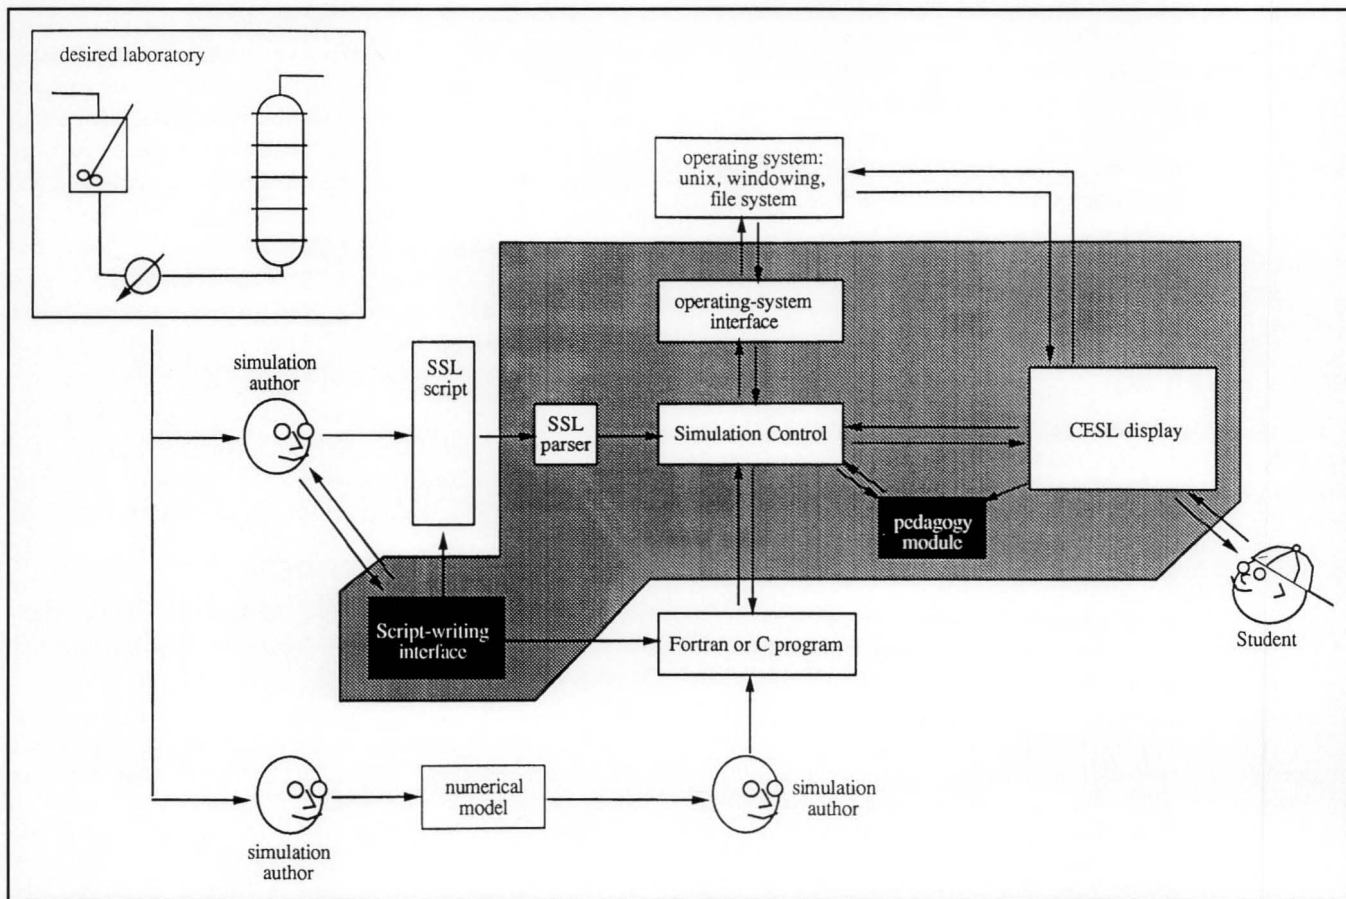 desired laboratory
operating system:
unix, windowing,
file system
operating-system
interface
simulation
author
SSL
script
SSL
parser
Simulation Control
CESL display
pedagogy
module
Script-writing
interface
Fortran or C program
Student
simulation
author
numerical
model
simulation
author